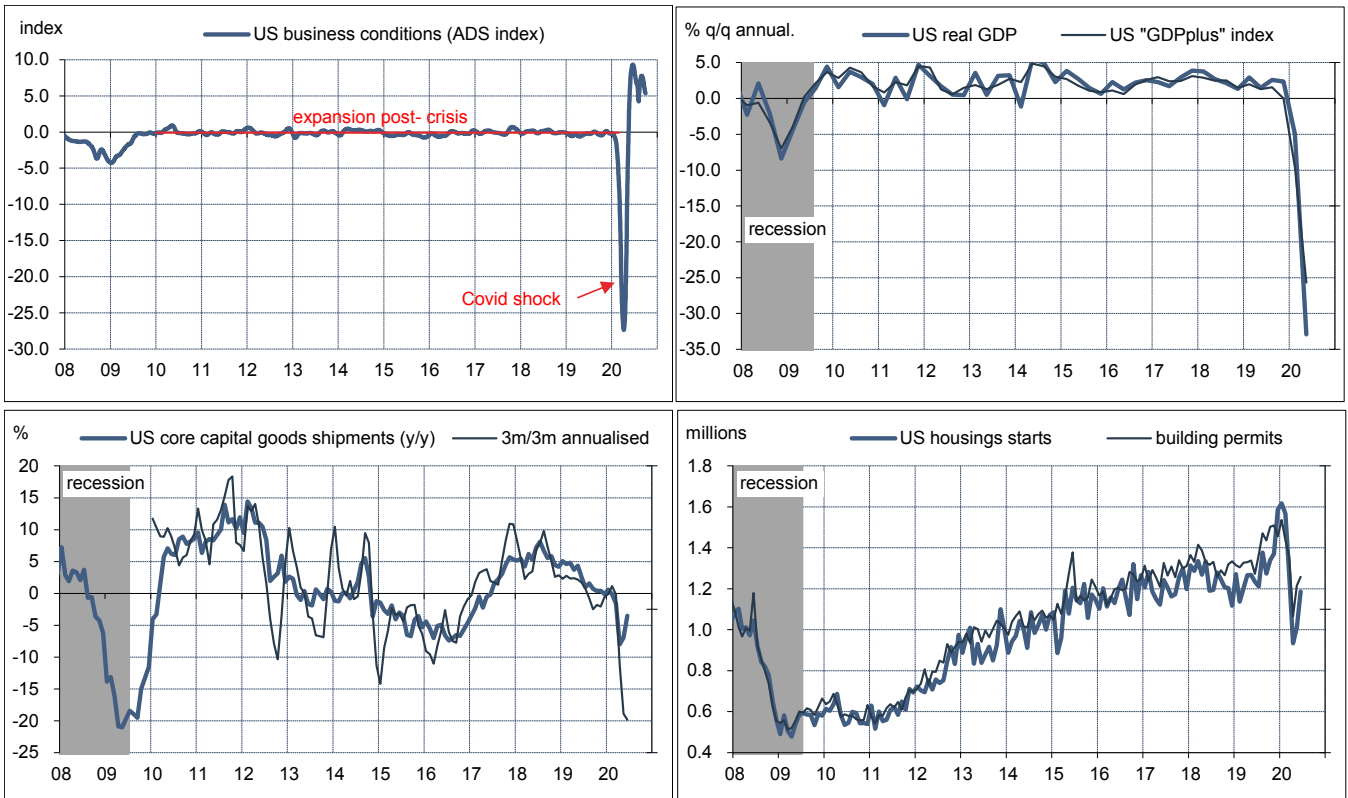 index
US business conditions (ADS index)
10.0
5.0
0.0
-5.0
-10.0
-15.0
-20.0
-25.0
-30.0
expansion post- crisis
Covid shock
08 09 10 11 12 13 14 15 16 17 18 19 20
% q/q annual.
US real GDP
US "GDPplus" index
5.0
0.0
-5.0
-10.0
-15.0
-20.0
-25.0
-30.0
-35.0
recession
08 09 10 11 12 13 14 15 16 17 18 19 20
%
US core capital goods shipments (y/y)
3m/3m annualised
20
15
10
5
0
-5
-10
-15
-20
-25
recession
08 09 10 11 12 13 14 15 16 17 18 19 20
millions
US housings starts
building permits
1.8
1.6
1.4
1.2
1.0
0.8
0.6
0.4
recession
08 09 10 11 12 13 14 15 16 17 18 19 20